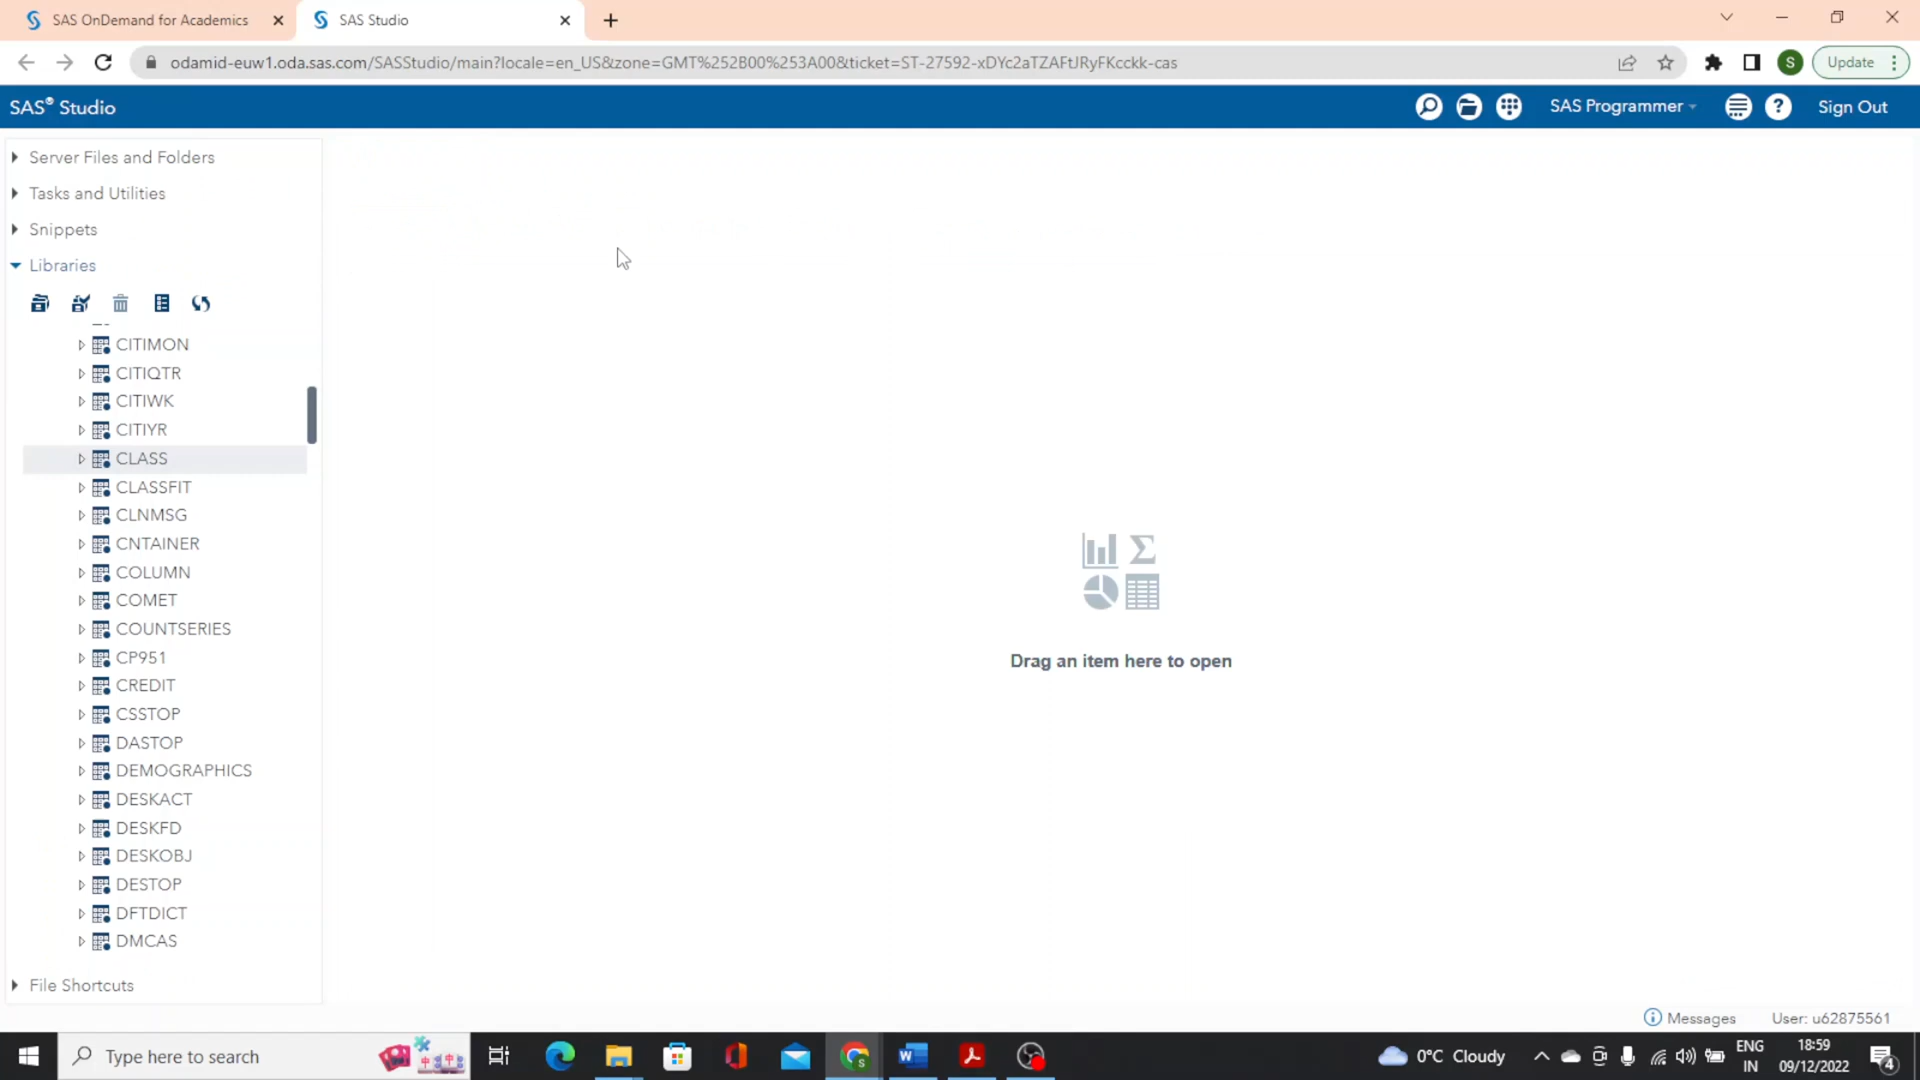 SAS OnDemand for Academics
SAS Studio
odamid-euw1.oda.sas.com/SASStudio/main?locale=en_US&zone=GMT%252B00%253A00&ticket=ST-27592-xDYc2aTZAFtJRyFKcckk-cas
S
Update
SAS® Studio
SAS Programmer
?
Sign Out
Server Files and Folders
Tasks and Utilities
Snippets
Libraries
CITIMON
CITIQTR
CITIWK
CITIYR
CLASS
CLASSFIT
CLNMSG
CNTAINER
COLUMN
COMET
COUNTSERIES
CP951
CREDIT
CSSTOP
DASTOP
DEMOGRAPHICS
DESKACT
DESKFD
DESKOBJ
DESTOP
DFTDICT
DMCAS
File Shortcuts
Drag an item here to open
Messages
User: u62875561
Type here to search
0°C Cloudy
ENG
IN
18:59
09/12/2022
4